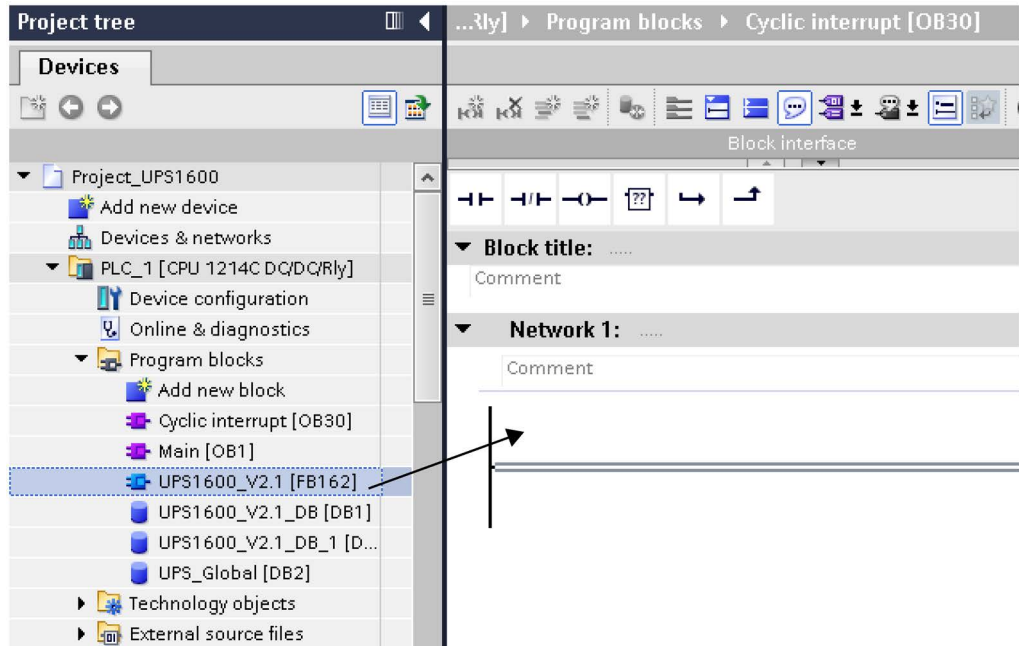 Project tree
Devices
Project_UPS1600
Add new device
Devices & networks
PLC_1 [CPU 1214C DC/DC/Rly]
Device configuration
Online & diagnostics
Program blocks
Add new block
Cyclic interrupt [OB30]
Main [OB1]
UPS1600_V2.1 [FB162]
UPS1600_V2.1_DB [DB1]
UPS1600_V2.1_DB_1 [D...
UPS_Global [DB2]
Technology objects
External source files
...Rly] Program blocks Cyclic interrupt [OB30]
Block interface
??
Block title: .....
Comment
Network 1: .....
Comment